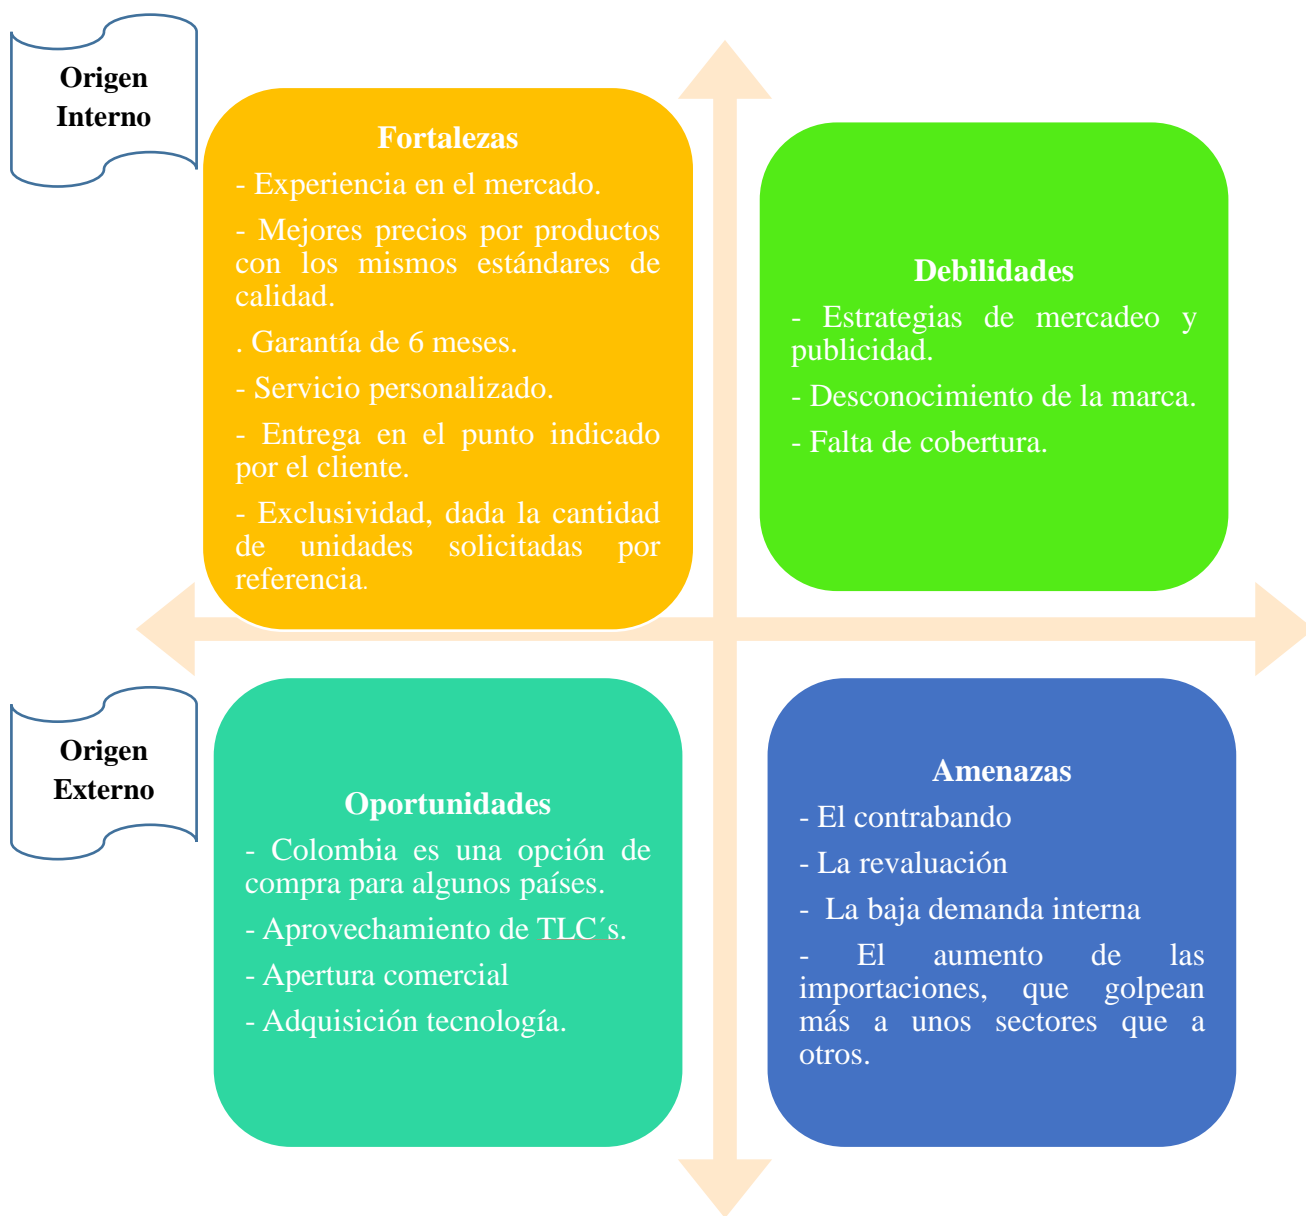 Origen
Interno
Fortalezas
- Experiencia en el mercado.
- Mejores precios por productos
con los mismos estándares de
calidad.
. Garantía de 6 meses.
- Servicio personalizado.
- Entrega en el punto indicado
por el cliente.
- Exclusividad, dada la cantidad
de unidades solicitadas por
referencia.
Debilidades
- Estrategias de mercadeo y
publicidad.
- Desconocimiento de la marca.
- Falta de cobertura.
Origen
Externo
Oportunidades
- Colombia es una opción de
compra para algunos países.
- Aprovechamiento de TLC´s.
- Apertura comercial
- Adquisición tecnología.
Amenazas
- El contrabando
- La revaluación
- La baja demanda interna
- El aumento de las
importaciones, que golpean
más a unos sectores que a
otros.